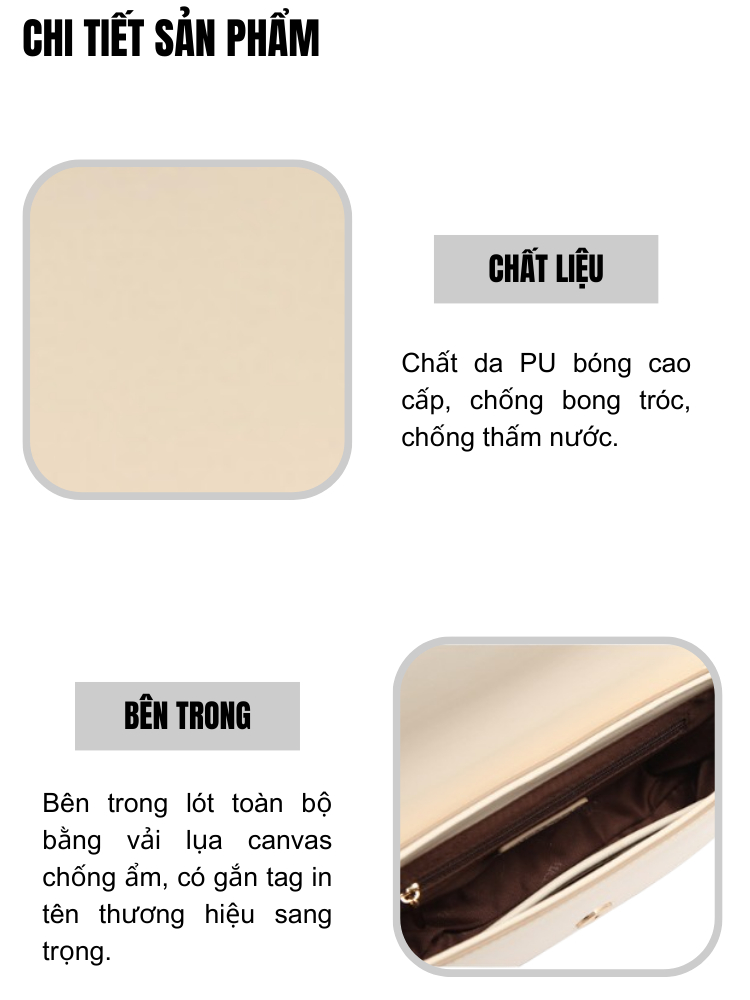 CHI TIẾT SẢN PHẨM
CHẤT LIỆU
Chất da PU bóng cao
cấp, chống bong tróc,
chống thấm nước.
BÊN TRONG
Bên trong lót toàn bộ
bằng vải lụa canvas
chống ẩm, có gắn tag in
tên thương hiệu sang
trọng.